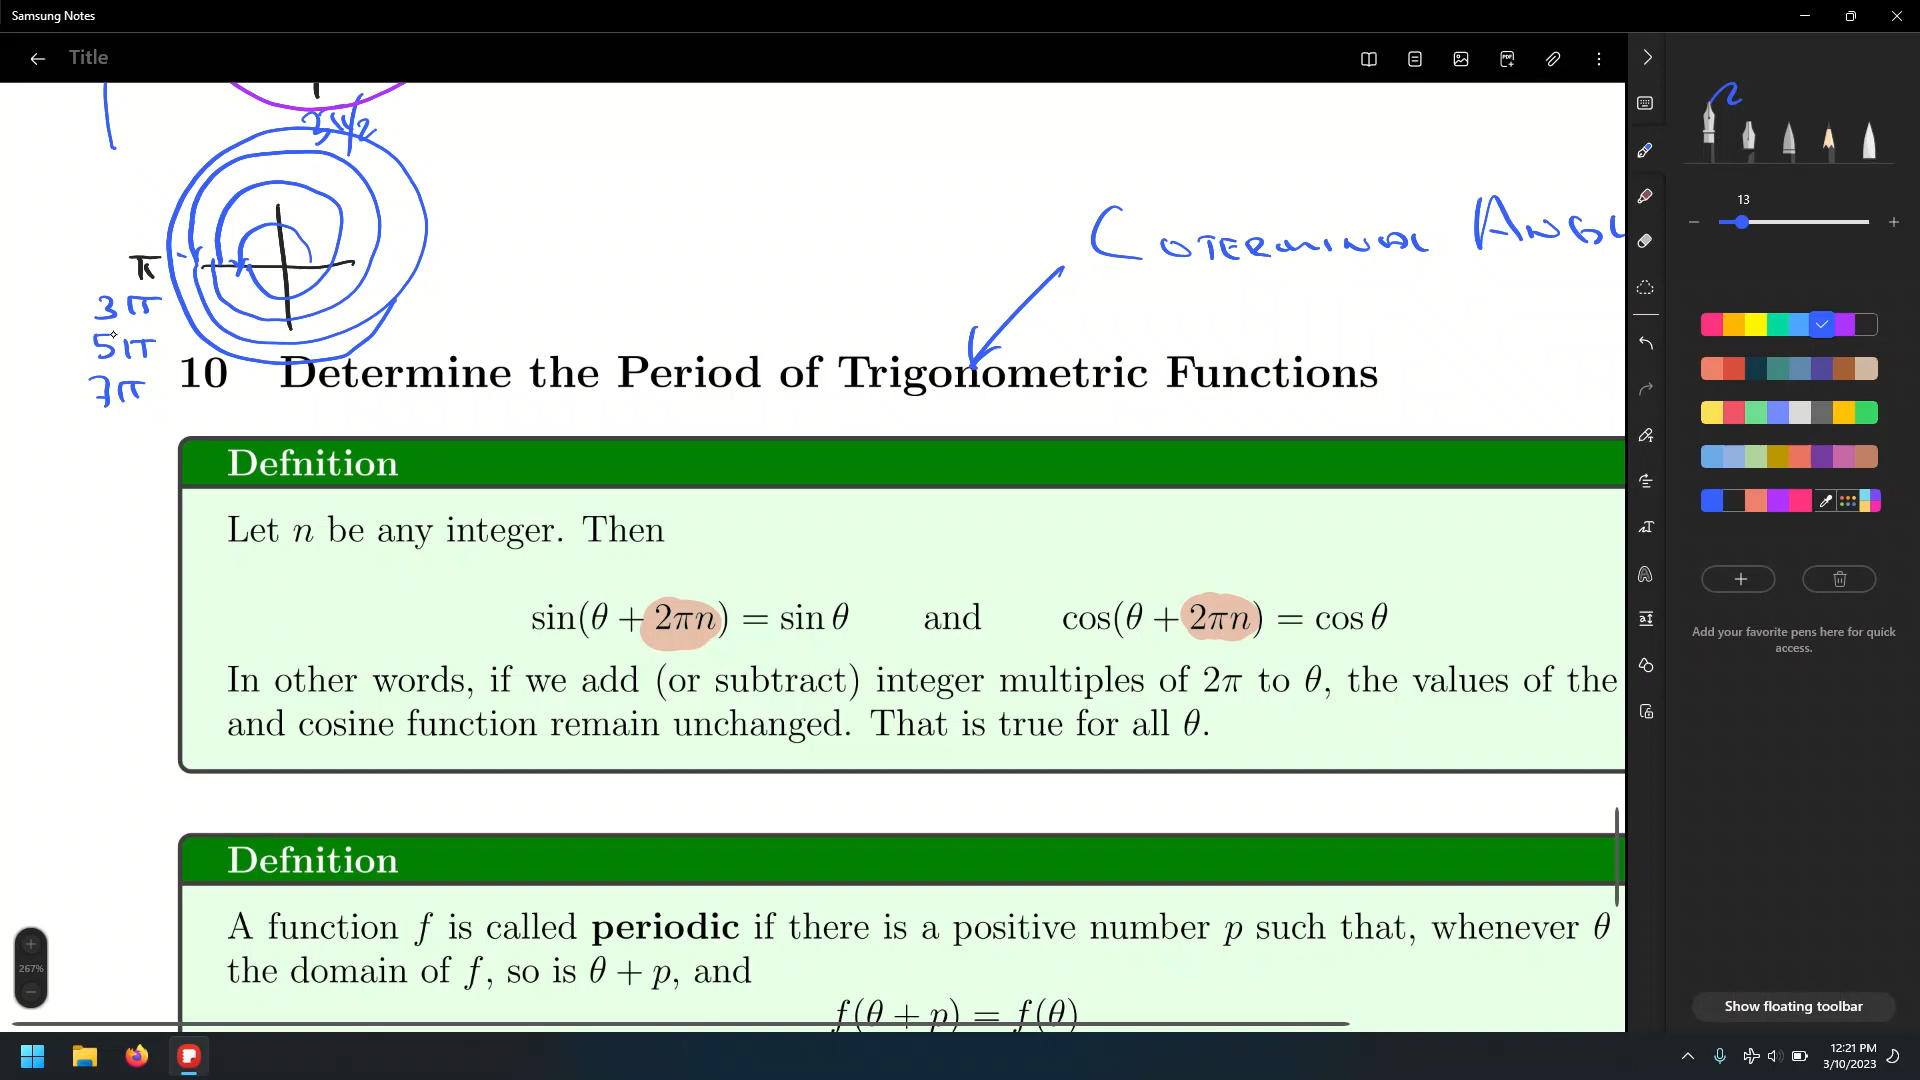 Samsung Notes
Title
3π/2
COTERMINAL ANGL
π
3π
5π
7π
10 Determine the Period of Trigonometric Functions
Defnition
Let n be any integer. Then
sin(θ + 2πn) = sin θ and cos(θ + 2πn) = cos θ
In other words, if we add (or subtract) integer multiples of 2π to θ, the values of the
and cosine function remain unchanged. That is true for all θ.
Defnition
A function f is called periodic if there is a positive number p such that, whenever θ
the domain of f, so is θ + p, and
f(θ + p) = f(θ)
267%
13
Add your favorite pens here for quick
access.
Show floating toolbar
12:21 PM
3/10/2023